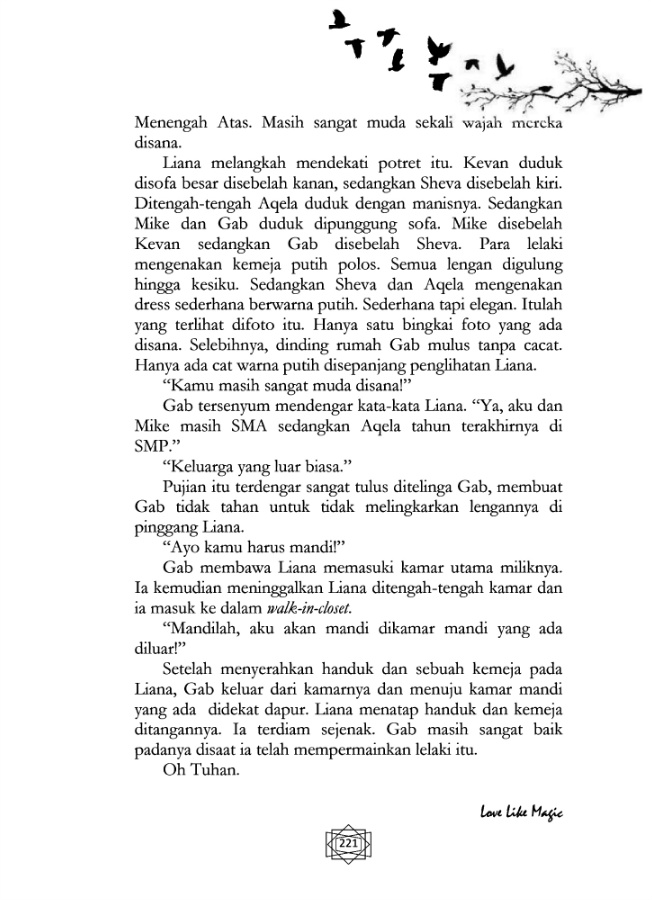 Menengah Atas. Masih sangat muda sekali wajah mereka
disana.
Liana melangkah mendekati potret itu. Kevan duduk
disofa besar disebelah kanan, sedangkan Sheva disebelah kiri.
Ditengah-tengah Aqela duduk dengan manisnya. Sedangkan
Mike dan Gab duduk dipunggung sofa. Mike disebelah
Kevan sedangkan Gab disebelah Sheva. Para lelaki
mengenakan kemeja putih polos. Semua lengan digulung
hingga kesiku. Sedangkan Sheva dan Aqela mengenakan
dress sederhana berwarna putih. Sederhana tapi elegan. Itulah
yang terlihat difoto itu. Hanya satu bingkai foto yang ada
disana. Selebihnya, dinding rumah Gab mulus tanpa cacat.
Hanya ada cat warna putih disepanjang penglihatan Liana.
“Kamu masih sangat muda disana!”
Gab tersenyum mendengar kata-kata Liana. “Ya, aku dan
Mike masih SMA sedangkan Aqela tahun terakhirnya di
SMP.”
“Keluarga yang luar biasa.”
Pujian itu terdengar sangat tulus ditelinga Gab, membuat
Gab tidak tahan untuk tidak melingkarkan lengannya di
pinggang Liana.
“Ayo kamu harus mandi!”
Gab membawa Liana memasuki kamar utama miliknya.
Ia kemudian meninggalkan Liana ditengah-tengah kamar dan
ia masuk ke dalam walk-in-closet.
“Mandilah, aku akan mandi dikamar mandi yang ada
diluar!”
Setelah menyerahkan handuk dan sebuah kemeja pada
Liana, Gab keluar dari kamarnya dan menuju kamar mandi
yang ada didekat dapur. Liana menatap handuk dan kemeja
ditangannya. Ia terdiam sejenak. Gab masih sangat baik
padanya disaat ia telah mempermainkan lelaki itu.
Oh Tuhan.
Love Like Magic
221